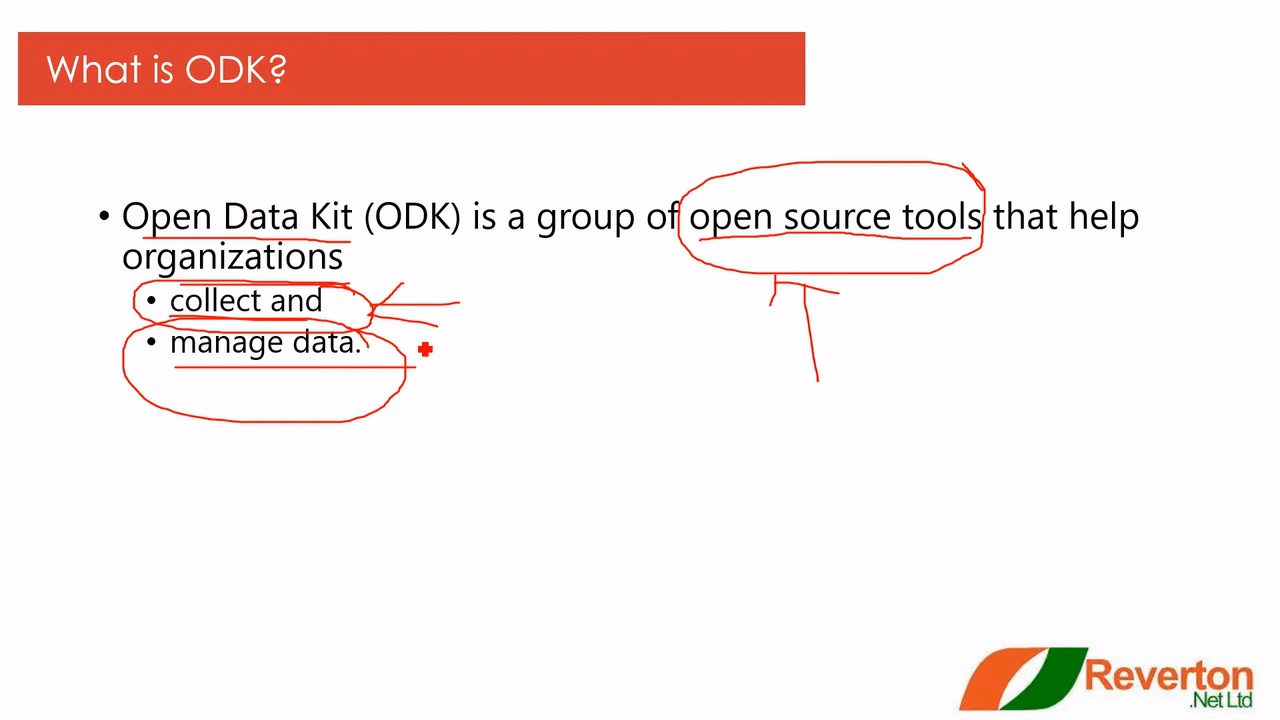 What is ODK?
• Open Data Kit (ODK) is a group of open source tools that help
organizations
• collect and
• manage data.
Reverton
.Net Ltd